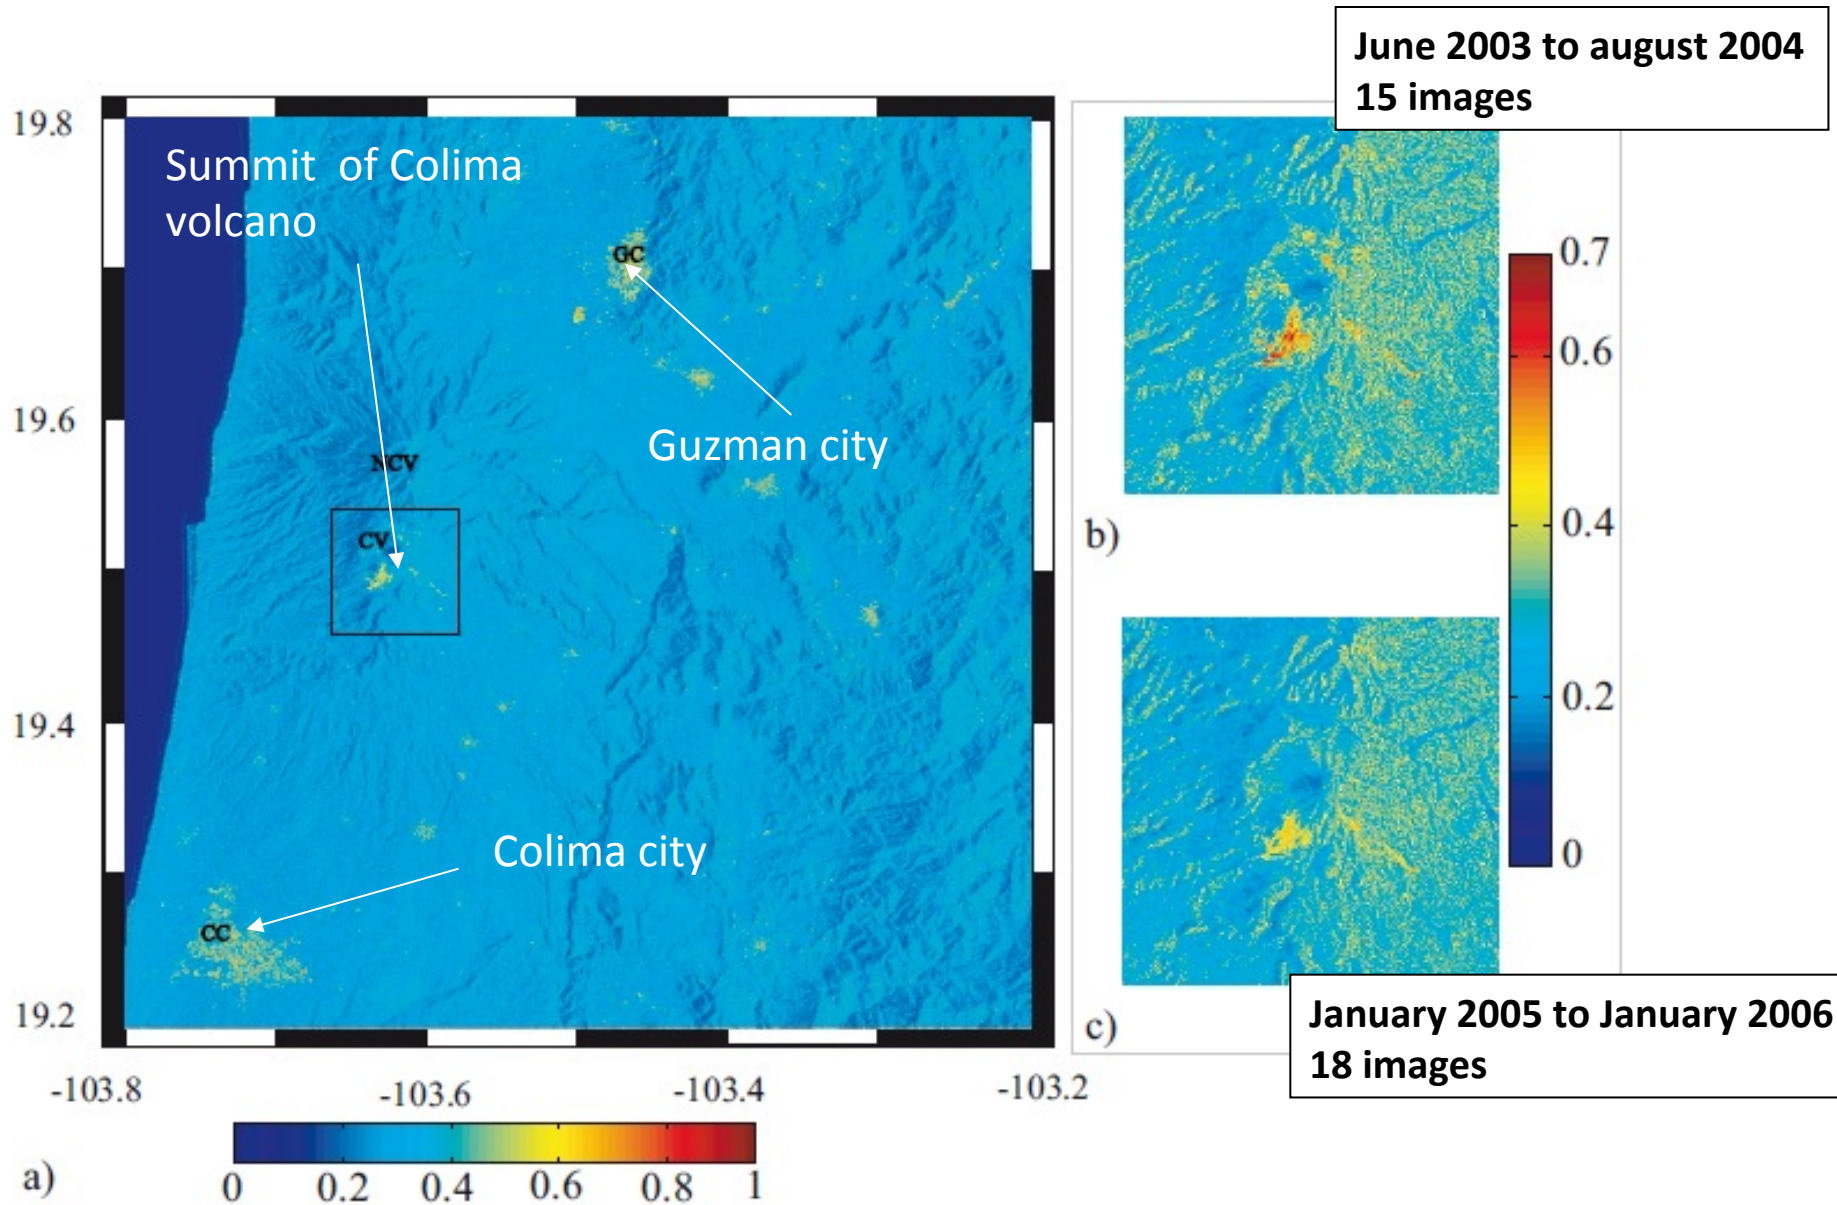 June 2003 to august 2004
15 images
19.8
Summit  of Colima
volcano
GC
0.7
0.6
19.6
Guzman city
NCV
0.4
b)
CV
0.2
19.4
0
Colima city
CC
19.2
c)
January 2005 to January 2006
18 images
-103.8
-103.6
-103.4
-103.2
a)
0 0.2 0.4 0.6 0.8 1